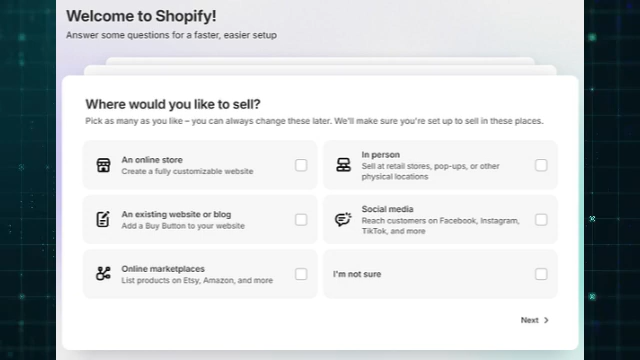 Welcome to Shopify!
Answer some questions for a faster, easier setup
Where would you like to sell?
Pick as many as you like – you can always change these later. We'll make sure you're set up to sell in these places.
An online store
Create a fully customizable website
In person
Sell at retail stores, pop-ups, or other
physical locations
An existing website or blog
Add a Buy Button to your website
Social media
Reach customers on Facebook, Instagram,
TikTok, and more
Online marketplaces
List products on Etsy, Amazon, and more
I'm not sure
Next